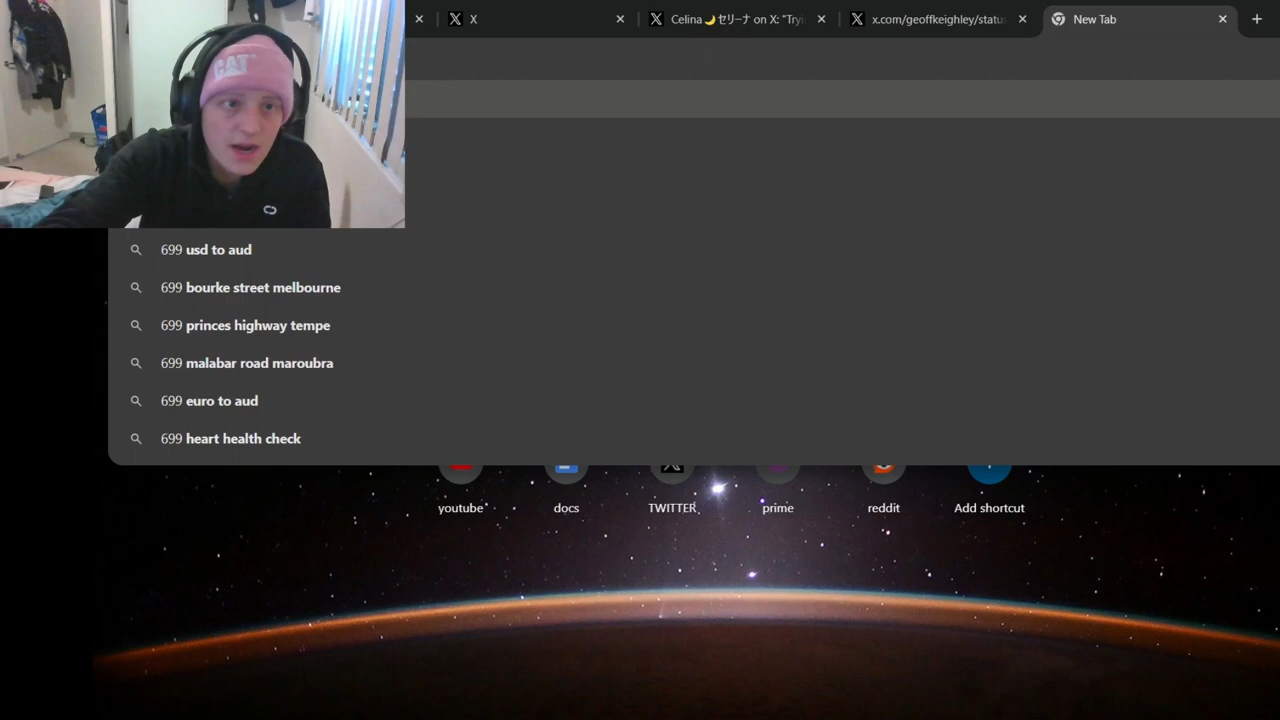 X
Celina🌙セリーナ on X: "Tryi
x.com/geoffkeighley/status
New Tab
CAT
699 usd to aud
699 bourke street melbourne
699 princes highway tempe
699 malabar road maroubra
699 euro to aud
699 heart health check
youtube
docs
TWITTER
prime
reddit
Add shortcut